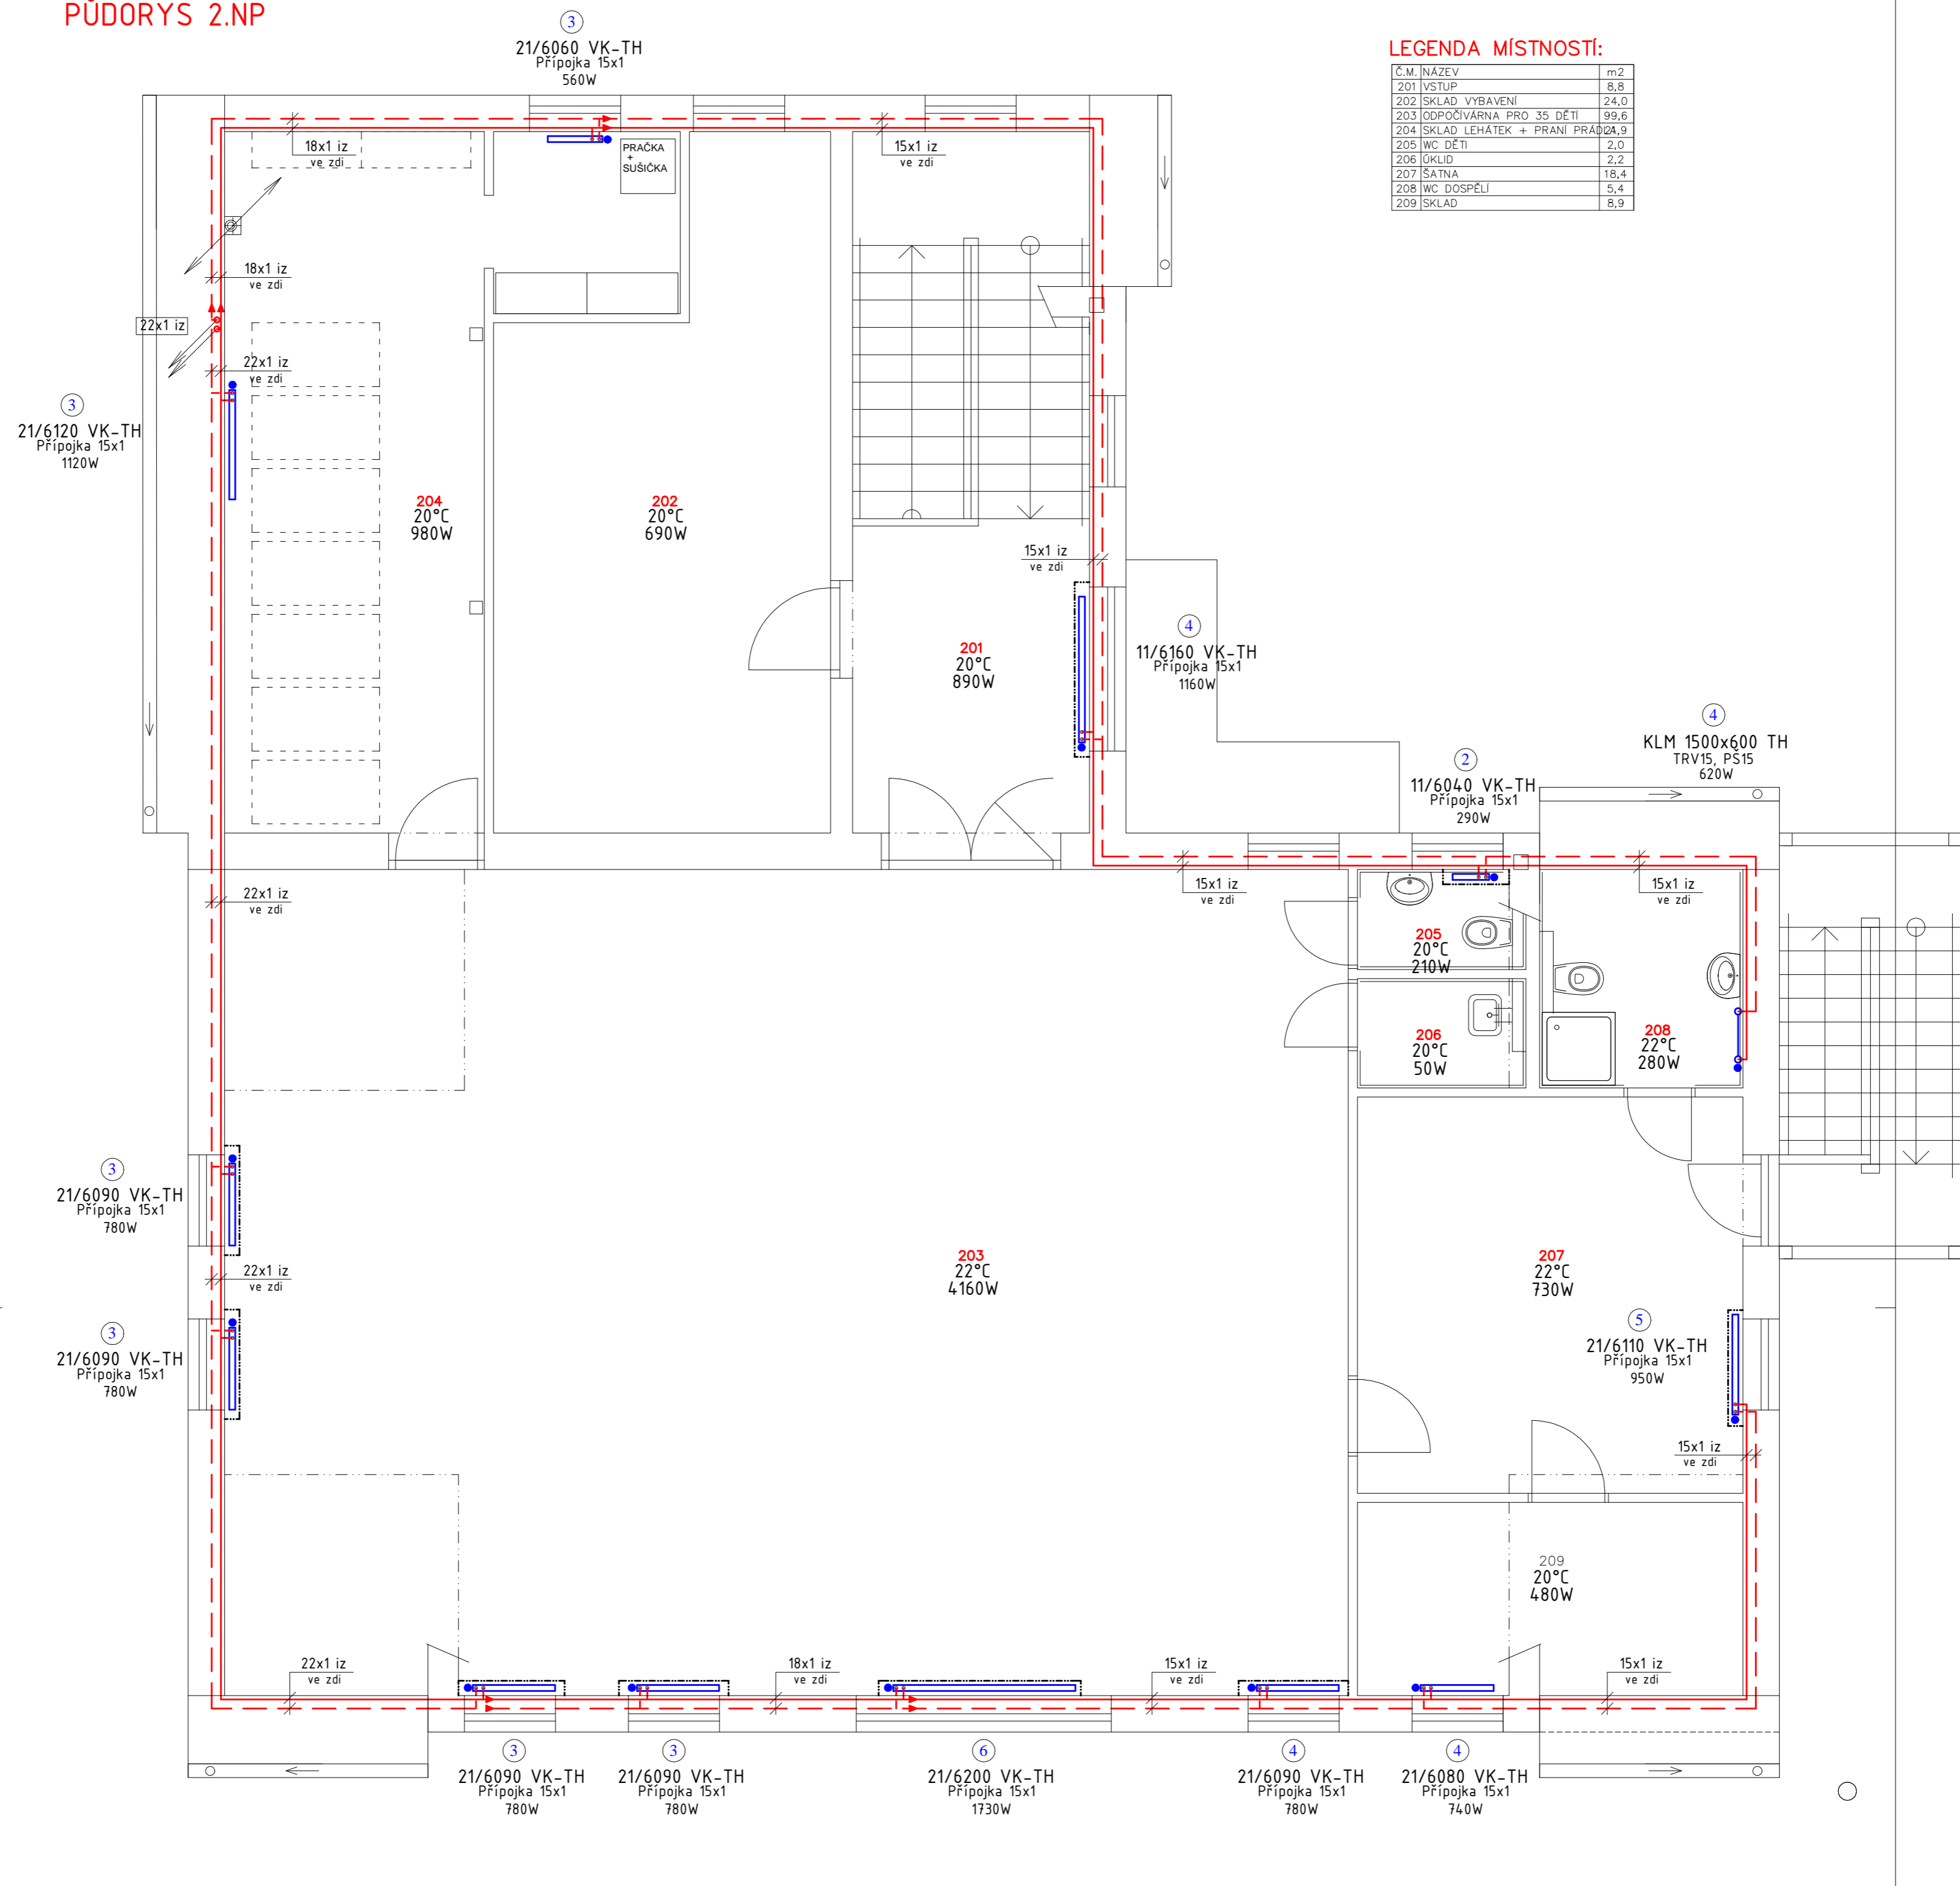 PŮDORYS 2.NP
3
21/6060 VK-TH
Přípojka 15x1
560W
LEGENDA MÍSTNOSTÍ:
Č.M. NÁZEV m2
201 VSTUP 8,8
202 SKLAD VYBAVENÍ 24,0
203 ODPOČÍVÁRNA PRO 35 DĚTÍ 99,6
204 SKLAD LEHÁTEK + PRANÍ PRÁDLA
205 WC DĚTI 2,0
206 ÚKLID 2,2
207 ŠATNA 18,4
208 WC DOSPĚLÍ 5,4
209 SKLAD 8,9
18x1 iz
ve zdi
PRAČKA
+
SUŠIČKA
15x1 iz
ve zdi
18x1 iz
ve zdi
22x1 iz
22x1 iz
ve zdi
3
21/6120 VK-TH
Přípojka 15x1
1120W
204
20°C
980W
202
20°C
690W
15x1 iz
ve zdi
201
20°C
890W
4
11/6160 VK-TH
Přípojka 15x1
1160W
4
KLM 1500x600 TH
TRV15, PŠ15
620W
2
11/6040 VK-TH
Přípojka 15x1
290W
22x1 iz
ve zdi
15x1 iz
ve zdi
15x1 iz
ve zdi
205
20°C
210W
206
20°C
50W
208
22°C
280W
3
21/6090 VK-TH
Přípojka 15x1
780W
22x1 iz
ve zdi
203
22°C
4160W
207
22°C
730W
3
21/6090 VK-TH
Přípojka 15x1
780W
5
21/6110 VK-TH
Přípojka 15x1
950W
15x1 iz
ve zdi
209
20°C
480W
22x1 iz
ve zdi
18x1 iz
ve zdi
15x1 iz
ve zdi
15x1 iz
ve zdi
3
21/6090 VK-TH
Přípojka 15x1
780W
3
21/6090 VK-TH
Přípojka 15x1
780W
6
21/6200 VK-TH
Přípojka 15x1
1730W
4
21/6090 VK-TH
Přípojka 15x1
780W
4
21/6080 VK-TH
Přípojka 15x1
740W